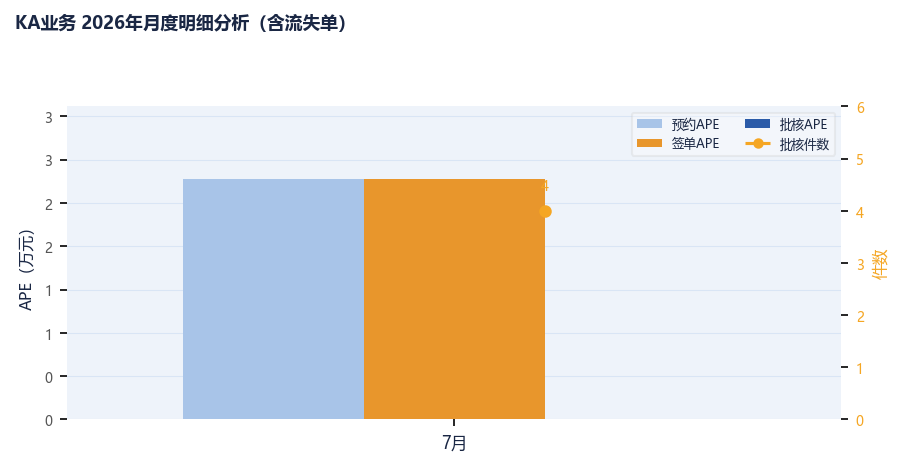 KA业务 2026年月度明细分析（含流失单）
预约APE
签单APE
批核APE
批核件数
APE（万元）
3
3
2
2
1
1
0
0
6
5
4
3
2
1
0
件数
4
7月